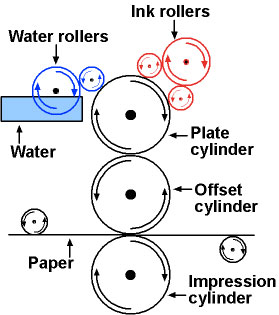 Ink rollers
Water rollers
Water
Plate
cylinder
Offset
cylinder
Paper
Impression
cylinder